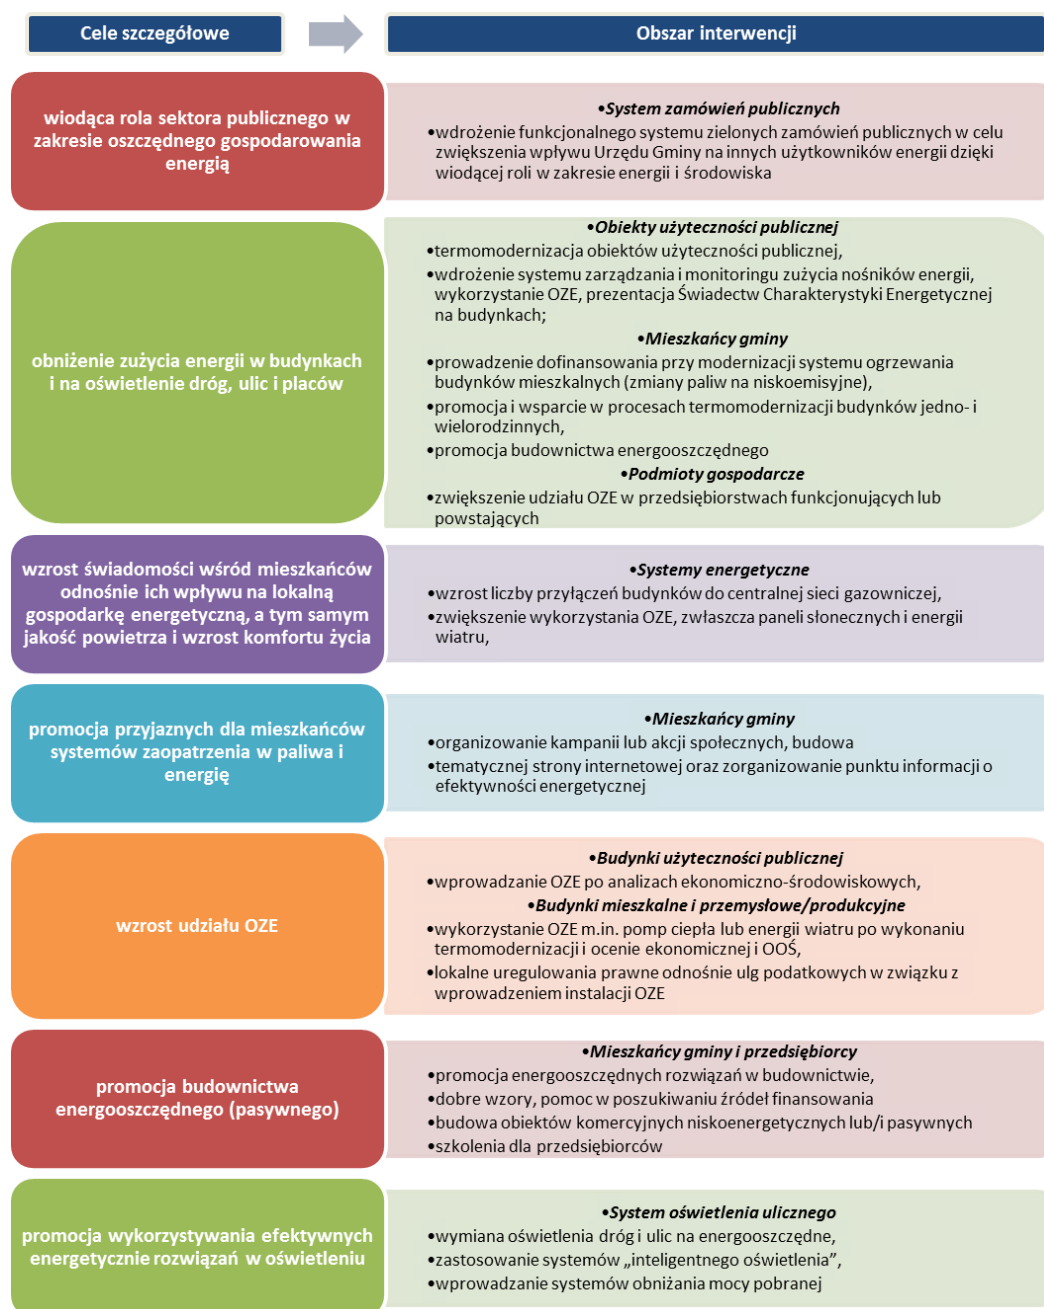 Cele szczegółowe
Obszar interwencji
wiodąca rola sektora publicznego w
zakresie oszczędnego gospodarowania
energią
•System zamówień publicznych
•wdrożenie funkcjonalnego systemu zielonych zamówień publicznych w celu
zwiększenia wpływu Urzędu Gminy na innych użytkowników energii dzięki
wiodącej roli w zakresie energii i środowiska
obniżenie zużycia energii w budynkach
i na oświetlenie dróg, ulic i placów
•Obiekty użyteczności publicznej
•termomodernizacja obiektów użyteczności publicznej,
•wdrożenie systemu zarządzania i monitoringu zużycia nośników energii,
wykorzystanie OZE, prezentacja Świadectw Charakterystyki Energetycznej
na budynkach;
•Mieszkańcy gminy
•prowadzenie dofinansowania przy modernizacji systemu ogrzewania
budynków mieszkalnych (zmiany paliw na niskoemisyjne),
•promocja i wsparcie w procesach termomodernizacji budynków jedno- i
wielorodzinnych,
•promocja budownictwa energooszczędnego
•Podmioty gospodarcze
•zwiększenie udziału OZE w przedsiębiorstwach funkcjonujących lub
powstających
wzrost świadomości wśród mieszkańców
odnośnie ich wpływu na lokalną
gospodarkę energetyczną, a tym samym
jakość powietrza i wzrost komfortu życia
•Systemy energetyczne
•wzrost liczby przyłączeń budynków do centralnej sieci gazowniczej,
•zwiększenie wykorzystania OZE, zwłaszcza paneli słonecznych i energii
wiatru,
promocja przyjaznych dla mieszkańców
systemów zaopatrzenia w paliwa i
energię
•Mieszkańcy gminy
•organizowanie kampanii lub akcji społecznych, budowa
•tematycznej strony internetowej oraz zorganizowanie punktu informacji o
efektywności energetycznej
wzrost udziału OZE
•Budynki użyteczności publicznej
•wprowadzanie OZE po analizach ekonomiczno-środowiskowych,
•Budynki mieszkalne i przemysłowe/produkcyjne
•wykorzystanie OZE m.in. pomp ciepła lub energii wiatru po wykonaniu
termomodernizacji i ocenie ekonomicznej i OOŚ,
•lokalne uregulowania prawne odnośnie ulg podatkowych w związku z
wprowadzeniem instalacji OZE
promocja budownictwa
energooszczędnego (pasywnego)
•Mieszkańcy gminy i przedsiębiorcy
•promocja energooszczędnych rozwiązań w budownictwie,
•dobre wzory, pomoc w poszukiwaniu źródeł finansowania
•budowa obiektów komercyjnych niskoenergetycznych lub/i pasywnych
•szkolenia dla przedsiębiorców
promocja wykorzystywania efektywnych
energetycznie rozwiązań w oświetleniu
•System oświetlenia ulicznego
•wymiana oświetlenia dróg i ulic na energooszczędne,
•zastosowanie systemów „inteligentnego oświetlenia”,
•wprowadzanie systemów obniżania mocy pobranej